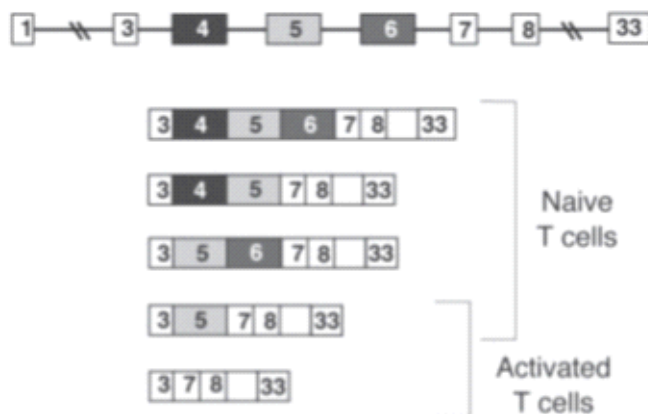 1 3 4 5 6 7 8 33
3 4 5 6 7 8 33
3 4 5 7 8 33
3 5 6 7 8 33
Naive
T cells
3 5 7 8 33
3 7 8 33
Activated
T cells